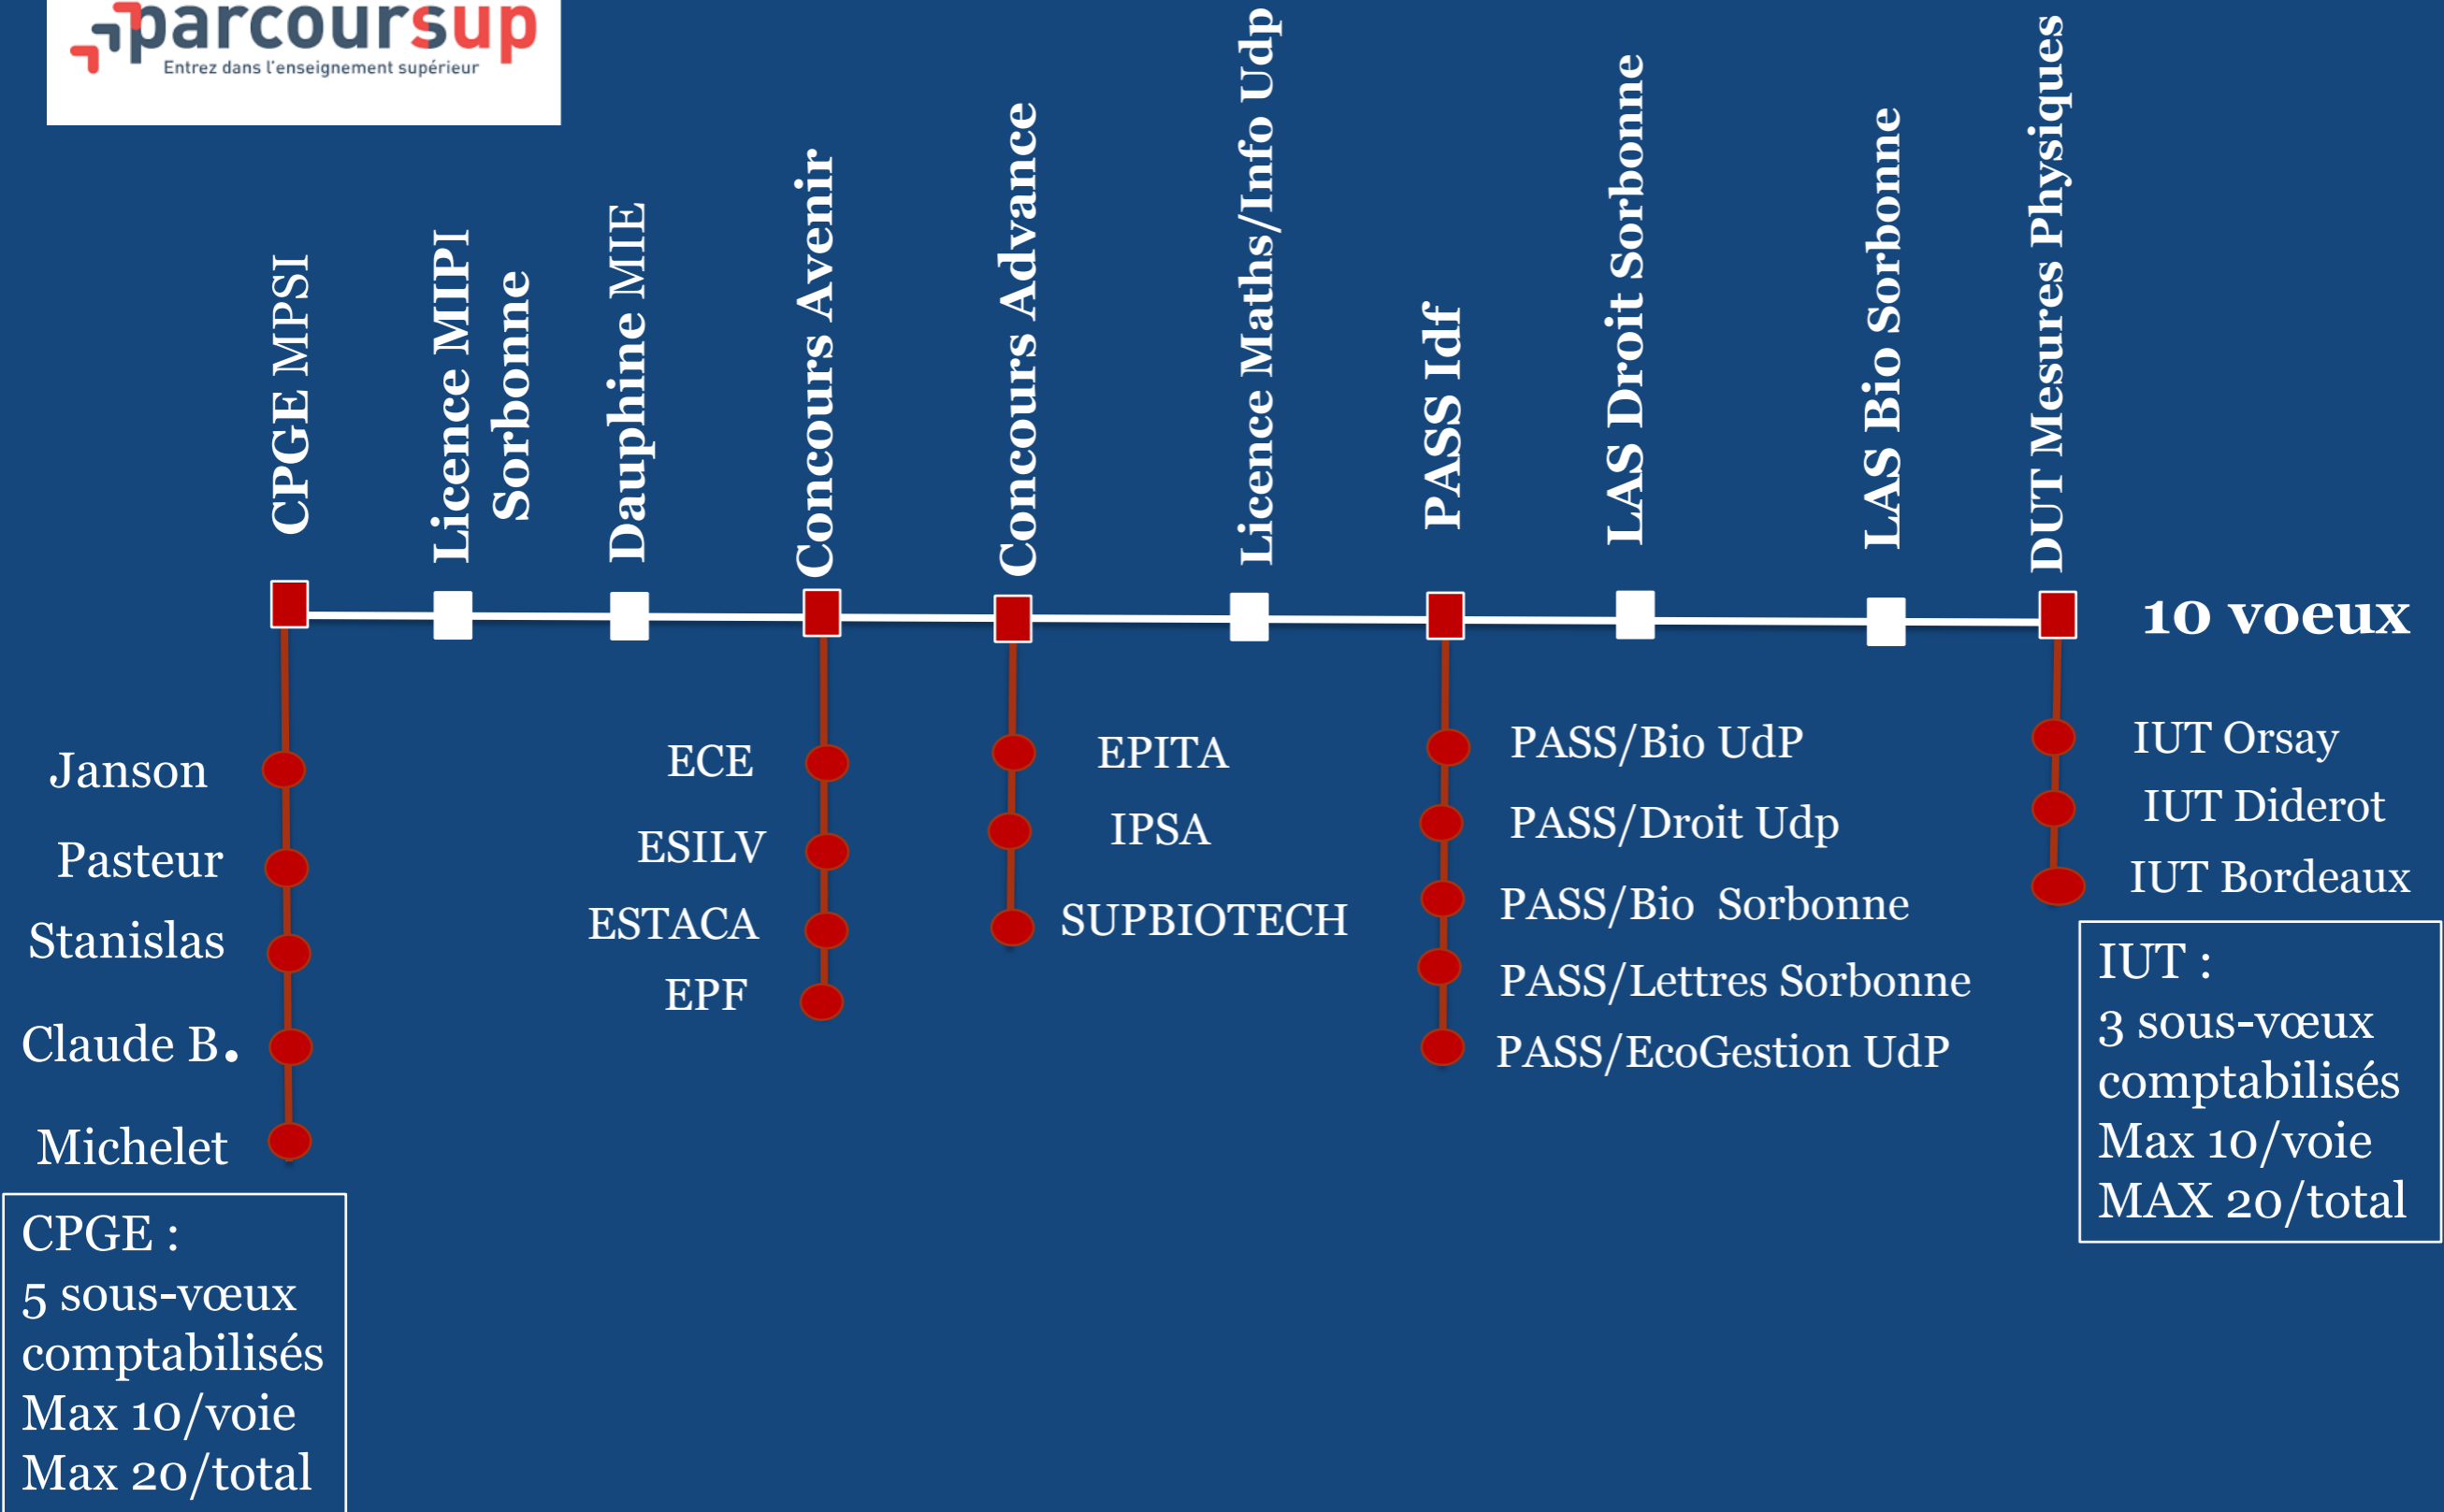 parcoursup
Entrez dans l'enseignement supérieur
CPGE MPSI
Licence MIPI
Sorbonne
Dauphine MIE
Concours Avenir
Concours Advance
Licence Maths/Info Udp
PASS Idf
LAS Droit Sorbonne
LAS Bio Sorbonne
DUT Mesures Physiques
10 voeux
Janson
Pasteur
Stanislas
Claude B.
Michelet
CPGE :
5 sous-vœux
comptabilisés
Max 10/voie
Max 20/total
ECE
ESILV
ESTACA
EPF
EPITA
IPSA
SUPBIOTECH
PASS/Bio UdP
PASS/Droit Udp
PASS/Bio  Sorbonne
PASS/Lettres Sorbonne
PASS/EcoGestion UdP
IUT Orsay
IUT Diderot
IUT Bordeaux
IUT :
3 sous-vœux
comptabilisés
Max 10/voie
MAX 20/total